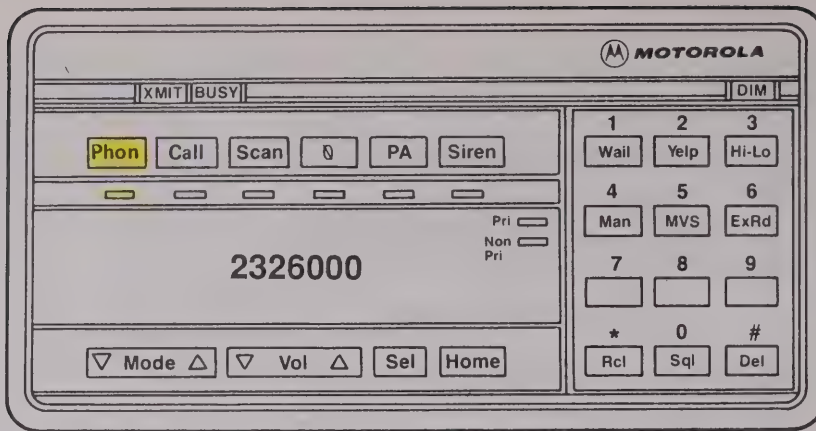 MOTOROLA
XMIT BUSY DIM
1 2 3
Phon Call Scan 0 PA Siren Wail Yelp Hi-Lo
4 5 6
Pri Man MVS ExRd
Non
Pri
2326000
7 8 9
* 0 #
Mode Vol Sel Home Rcl Sql Del